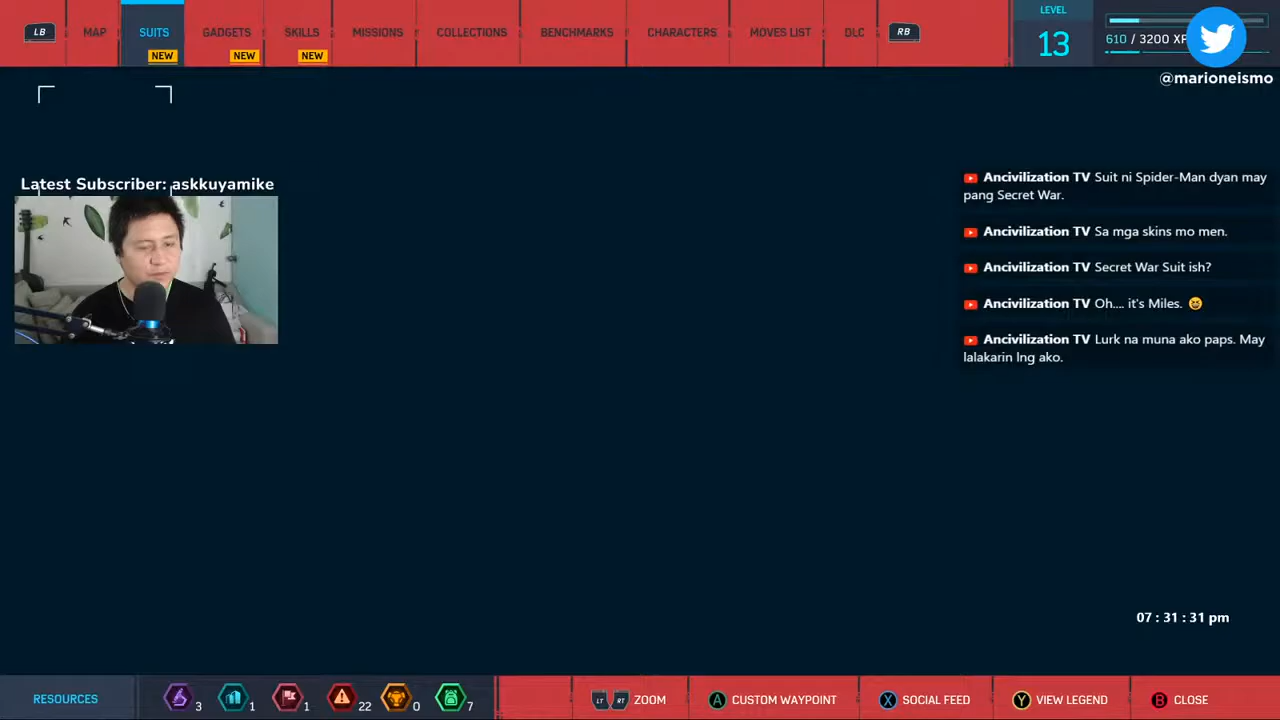 LB MAP SUITS GADGETS SKILLS MISSIONS COLLECTIONS BENCHMARKS CHARACTERS MOVES LIST DLC RB
NEW NEW NEW
LEVEL
13
610 / 3200 XP
@marioneismo
Latest Subscriber: askkuyamike
Ancivilization TV Suit ni Spider-Man dyan may
pang Secret War.
Ancivilization TV Sa mga skins mo men.
Ancivilization TV Secret War Suit ish?
Ancivilization TV Oh.... it's Miles. 😆
Ancivilization TV Lurk na muna ako paps. May
lalakarin lng ako.
07 : 31 : 31 pm
RESOURCES 3 1 1 22 0 7 LT RT ZOOM A CUSTOM WAYPOINT X SOCIAL FEED Y VIEW LEGEND B CLOSE